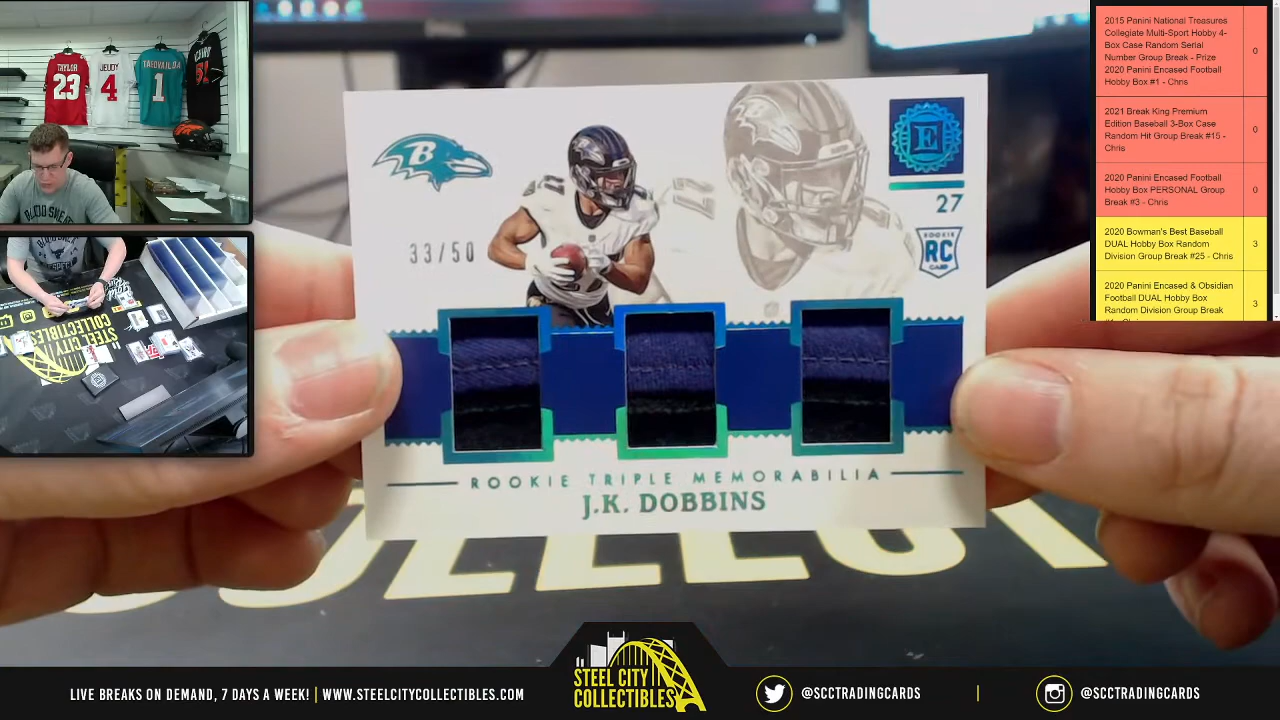 TAYLOR
23
JEUDY
4
TAGOVAILOA
1
51
BLOOD SWEAT
STEEL CITY
COLLECTIBLES
B
E
27
ROOKIE
RC
CARD
33/50
ROOKIE TRIPLE MEMORABILIA
J.K. DOBBINS
COLLECT
2015 Panini National Treasures
Collegiate Multi-Sport Hobby 4-
Box Case Random Serial
Number Group Break - Prize
2020 Panini Encased Football
Hobby Box #1 - Chris
0
2021 Break King Premium
Edition Baseball 3-Box Case
Random Hit Group Break #15 -
Chris
0
2020 Panini Encased Football
Hobby Box PERSONAL Group
Break #3 - Chris
0
2020 Bowman's Best Baseball
DUAL Hobby Box Random
Division Group Break #25 - Chris
3
2020 Panini Encased & Obsidian
Football DUAL Hobby Box
Random Division Group Break
3
LIVE BREAKS ON DEMAND, 7 DAYS A WEEK! | WWW.STEELCITYCOLLECTIBLES.COM
STEEL CITY
COLLECTIBLES
@SCCTRADINGCARDS
@SCCTRADINGCARDS